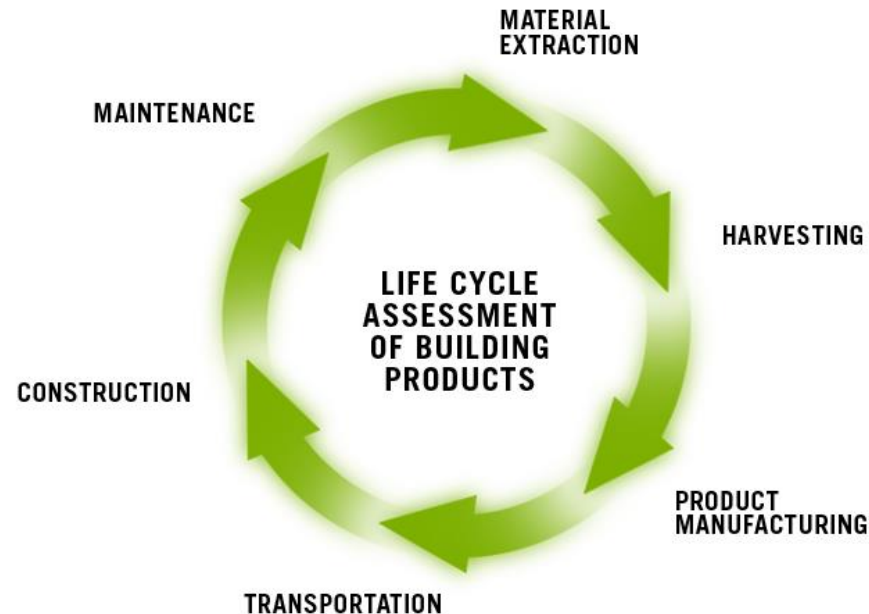 MATERIAL
EXTRACTION
MAINTENANCE
HARVESTING
LIFE CYCLE
ASSESSMENT
OF BUILDING
PRODUCTS
CONSTRUCTION
PRODUCT
MANUFACTURING
TRANSPORTATION